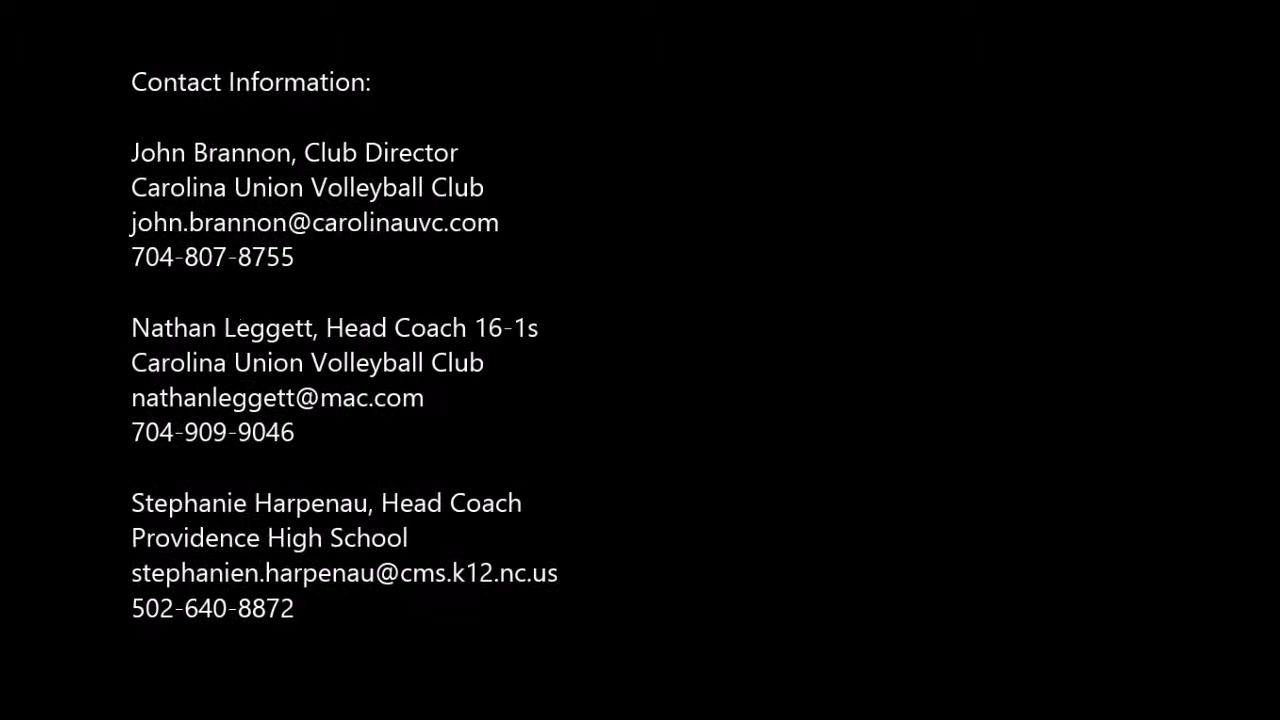 Contact Information:
John Brannon, Club Director
Carolina Union Volleyball Club
john.brannon@carolinauvc.com
704-807-8755
Nathan Leggett, Head Coach 16-1s
Carolina Union Volleyball Club
nathanleggett@mac.com
704-909-9046
Stephanie Harpenau, Head Coach
Providence High School
stephanien.harpenau@cms.k12.nc.us
502-640-8872